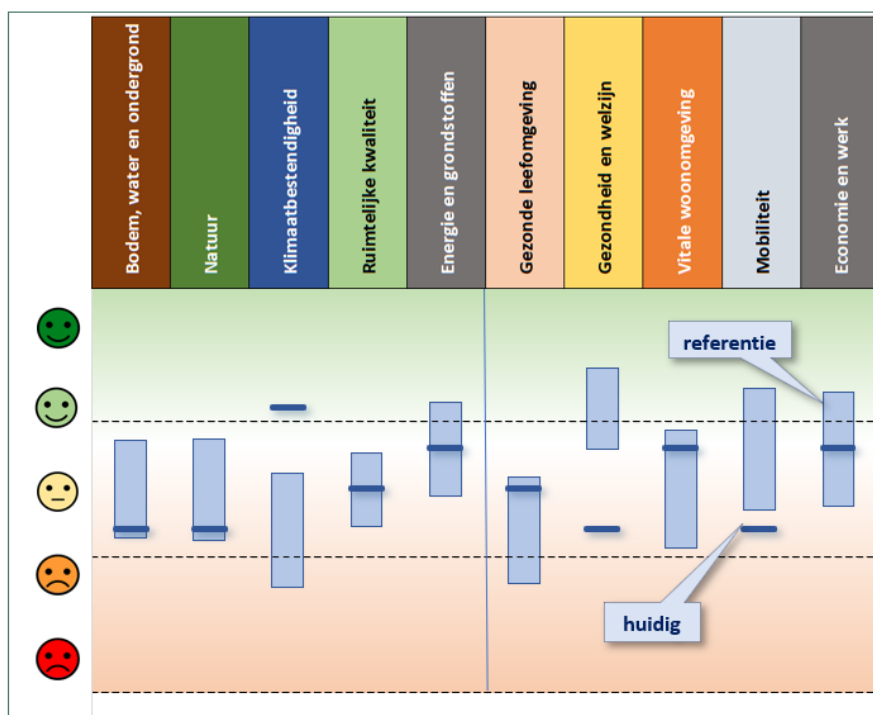 Bodem, water en ondergrond
Natuur
Klimaatbestendigheid
Ruimtelijke kwaliteit
Energie en grondstoffen
Gezonde leefomgeving
Gezondheid en welzijn
Vitale woonomgeving
Mobiliteit
Economie en werk
referentie
huidig